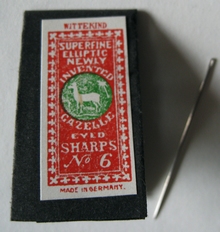 WITTEKIND
SUPERFINE
ELLIPTIC
NEWLY
INVENTED
GAZELLE
EYED
SHARPS
No 6
MADE IN GERMANY.